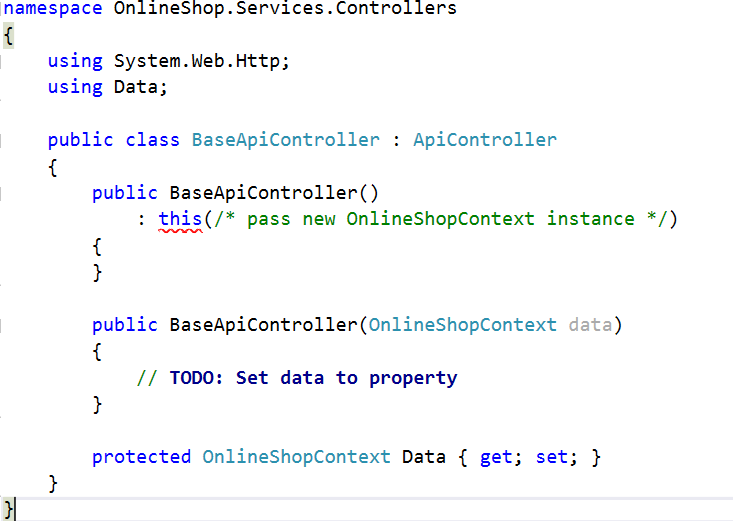 namespace OnlineShop.Services.Controllers
{
    using System.Web.Http;
    using Data;

    public class BaseApiController : ApiController
    {
        public BaseApiController()
            : this(/* pass new OnlineShopContext instance */)
        {
        }

        public BaseApiController(OnlineShopContext data)
        {
            // TODO: Set data to property
        }

        protected OnlineShopContext Data { get; set; }
    }
}